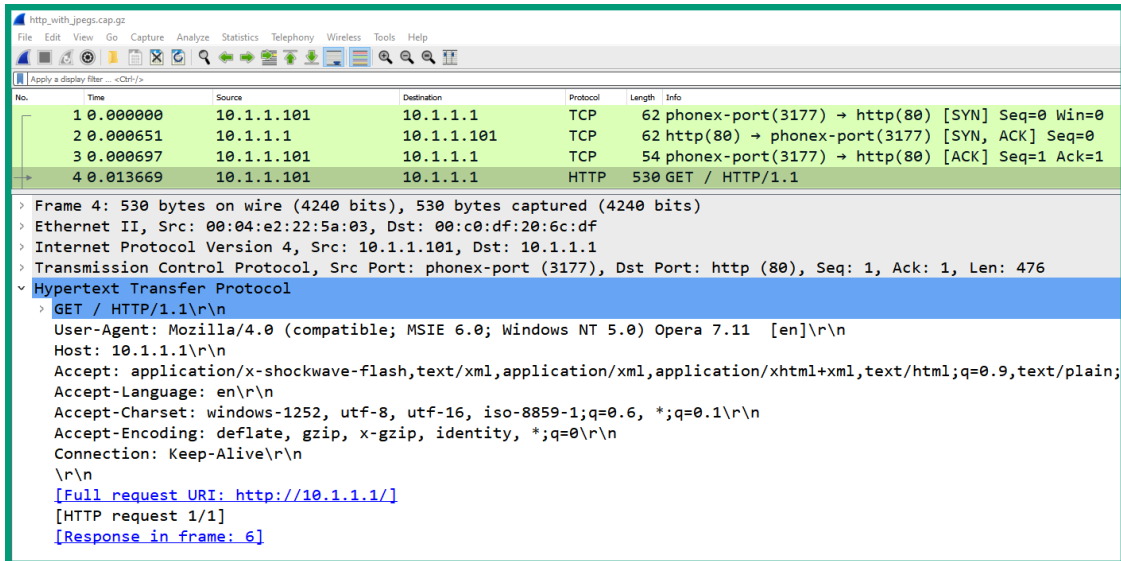 http_with_jpegs.cap.gz
File Edit View Go Capture Analyze Statistics Telephony Wireless Tools Help
Apply a display filter ... <Ctrl-/>
No. Time Source Destination Protocol Length Info
1 0.000000 10.1.1.101 10.1.1.1 TCP 62 phonex-port(3177) → http(80) [SYN] Seq=0 Win=0
2 0.000651 10.1.1.1 10.1.1.101 TCP 62 http(80) → phonex-port(3177) [SYN, ACK] Seq=0
3 0.000697 10.1.1.101 10.1.1.1 TCP 54 phonex-port(3177) → http(80) [ACK] Seq=1 Ack=1
4 0.013669 10.1.1.101 10.1.1.1 HTTP 530 GET / HTTP/1.1
Frame 4: 530 bytes on wire (4240 bits), 530 bytes captured (4240 bits)
Ethernet II, Src: 00:04:e2:22:5a:03, Dst: 00:c0:df:20:6c:df
Internet Protocol Version 4, Src: 10.1.1.101, Dst: 10.1.1.1
Transmission Control Protocol, Src Port: phonex-port (3177), Dst Port: http (80), Seq: 1, Ack: 1, Len: 476
Hypertext Transfer Protocol
GET / HTTP/1.1\r\n
User-Agent: Mozilla/4.0 (compatible; MSIE 6.0; Windows NT 5.0) Opera 7.11 [en]\r\n
Host: 10.1.1.1\r\n
Accept: application/x-shockwave-flash,text/xml,application/xml,application/xhtml+xml,text/html;q=0.9,text/plain;
Accept-Language: en\r\n
Accept-Charset: windows-1252, utf-8, utf-16, iso-8859-1;q=0.6, *;q=0.1\r\n
Accept-Encoding: deflate, gzip, x-gzip, identity, *;q=0\r\n
Connection: Keep-Alive\r\n
\r\n
[Full request URI: http://10.1.1.1/]
[HTTP request 1/1]
[Response in frame: 6]